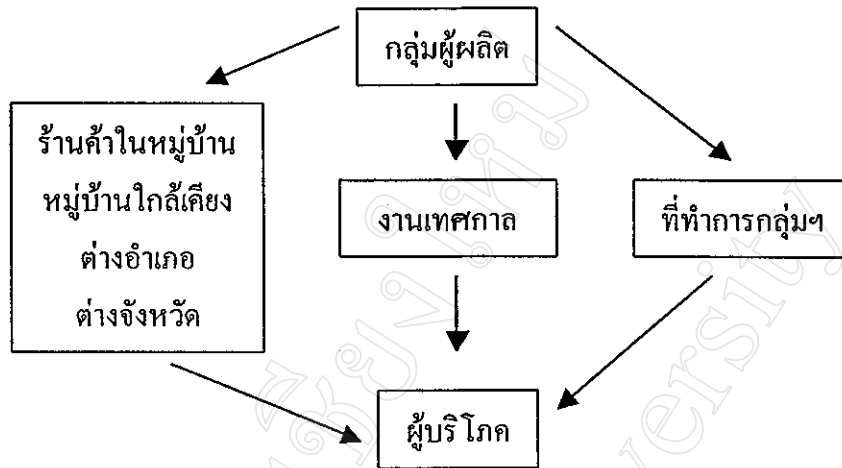 กลุ่มผู้ผลิต
ร้านค้าในหมู่บ้าน
หมู่บ้านใกล้เคียง
ต่างอำเภอ
ต่างจังหวัด
งานเทศกาล
ที่ทำการกลุ่มฯ
ผู้บริโภค